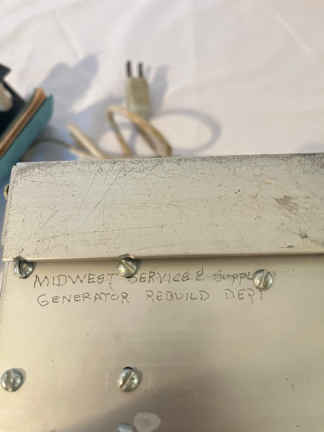 MIDWEST SERVICE & SUPPLY
GENERATOR REBUILD DEPT